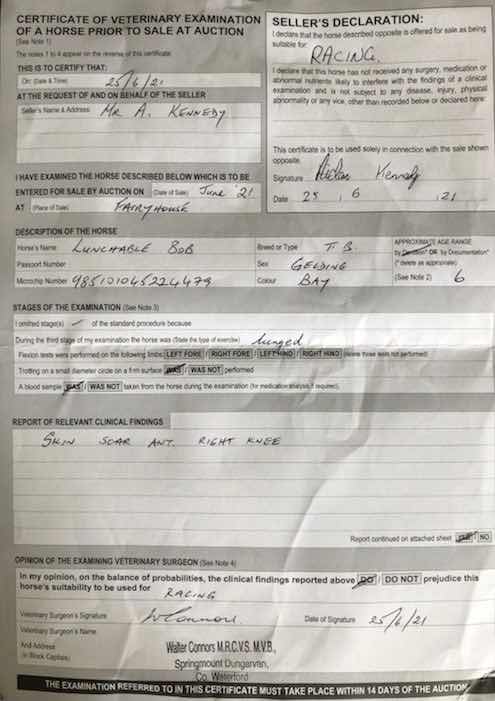 CERTIFICATE OF VETERINARY EXAMINATION
OF A HORSE PRIOR TO SALE AT AUCTION
(See Note 1)
The notes 1 to 4 appear on the reverse of this certificate.
THIS IS TO CERTIFY THAT:
On: (Date & Time) 25/6/21
AT THE REQUEST OF AND ON BEHALF OF THE SELLER
Seller's Name & Address: MR A. KENNEDY
I HAVE EXAMINED THE HORSE DESCRIBED BELOW WHICH IS TO BE
ENTERED FOR SALE BY AUCTION ON (Date of Sale) June '21
AT (Place of Sale) FAIRYHOUSE
SELLER'S DECLARATION:
I declare that the horse described opposite is offered for sale as being
suitable for:
RACING.
I declare that this horse has not received any surgery, medication or
abnormal nutrients likely to interfere with the findings of a clinical
examination and is not subject to any disease, injury, physical
abnormality or any vice, other than recorded below or declared here:
This certificate is to be used solely in connection with the sale shown
opposite.
Signature Kennedy
Date 25 6 21
DESCRIPTION OF THE HORSE
Horse's Name LUNCHABLE BOB
Breed or Type T.B.
APPROXIMATE AGE RANGE
by Dentition* OR by Documentation*
(* delete as appropriate)
Passport Number
Sex GELDING
(See Note 2) 6
Microchip Number 985101045224479
Colour BAY
STAGES OF THE EXAMINATION (See Note 3)
I omitted stage(s) of the standard procedure because
During the third stage of my examination the horse was (State the type of exercise) lunged
Flexion tests were performed on the following limbs: LEFT FORE / RIGHT FORE / LEFT HIND / RIGHT HIND (delete those not performed)
Trotting on a small diameter circle on a firm surface WAS / WAS NOT performed
A blood sample WAS / WAS NOT taken from the horse during the examination (for medication analysis if required).
REPORT OF RELEVANT CLINICAL FINDINGS
SKIN SOAR ANT. RIGHT KNEE
Report continued on attached sheet YES / NO
OPINION OF THE EXAMINING VETERINARY SURGEON (See Note 4)
In my opinion, on the balance of probabilities, the clinical findings reported above DO / DO NOT prejudice this
horse's suitability to be used for
RACING
Veterinary Surgeon's Signature W Connors
Date of Signature 25/6/21
Veterinary Surgeon's Name
And Address
(in Block Capitals)
Walter Connors M.R.C.V.S. M.V.B.,
Springmount Dungarvan,
Co. Waterford
THE EXAMINATION REFERRED TO IN THIS CERTIFICATE MUST TAKE PLACE WITHIN 14 DAYS OF THE AUCTION